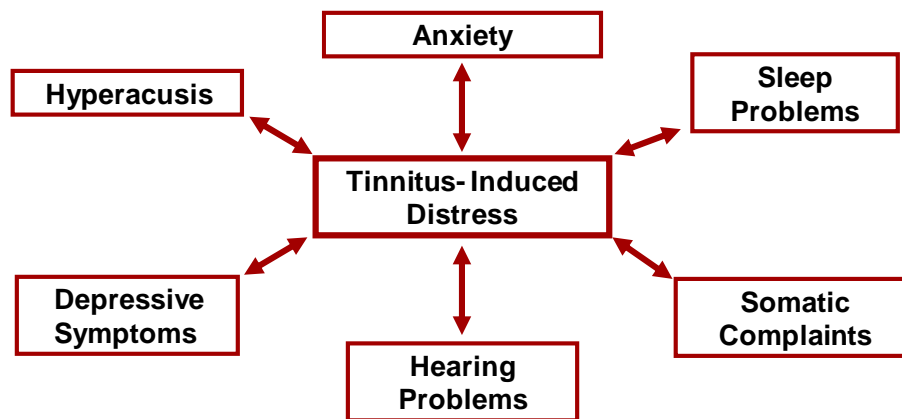 Anxiety
Hyperacusis
Sleep
Problems
Tinnitus- Induced
Distress
Depressive
Symptoms
Somatic
Complaints
Hearing
Problems